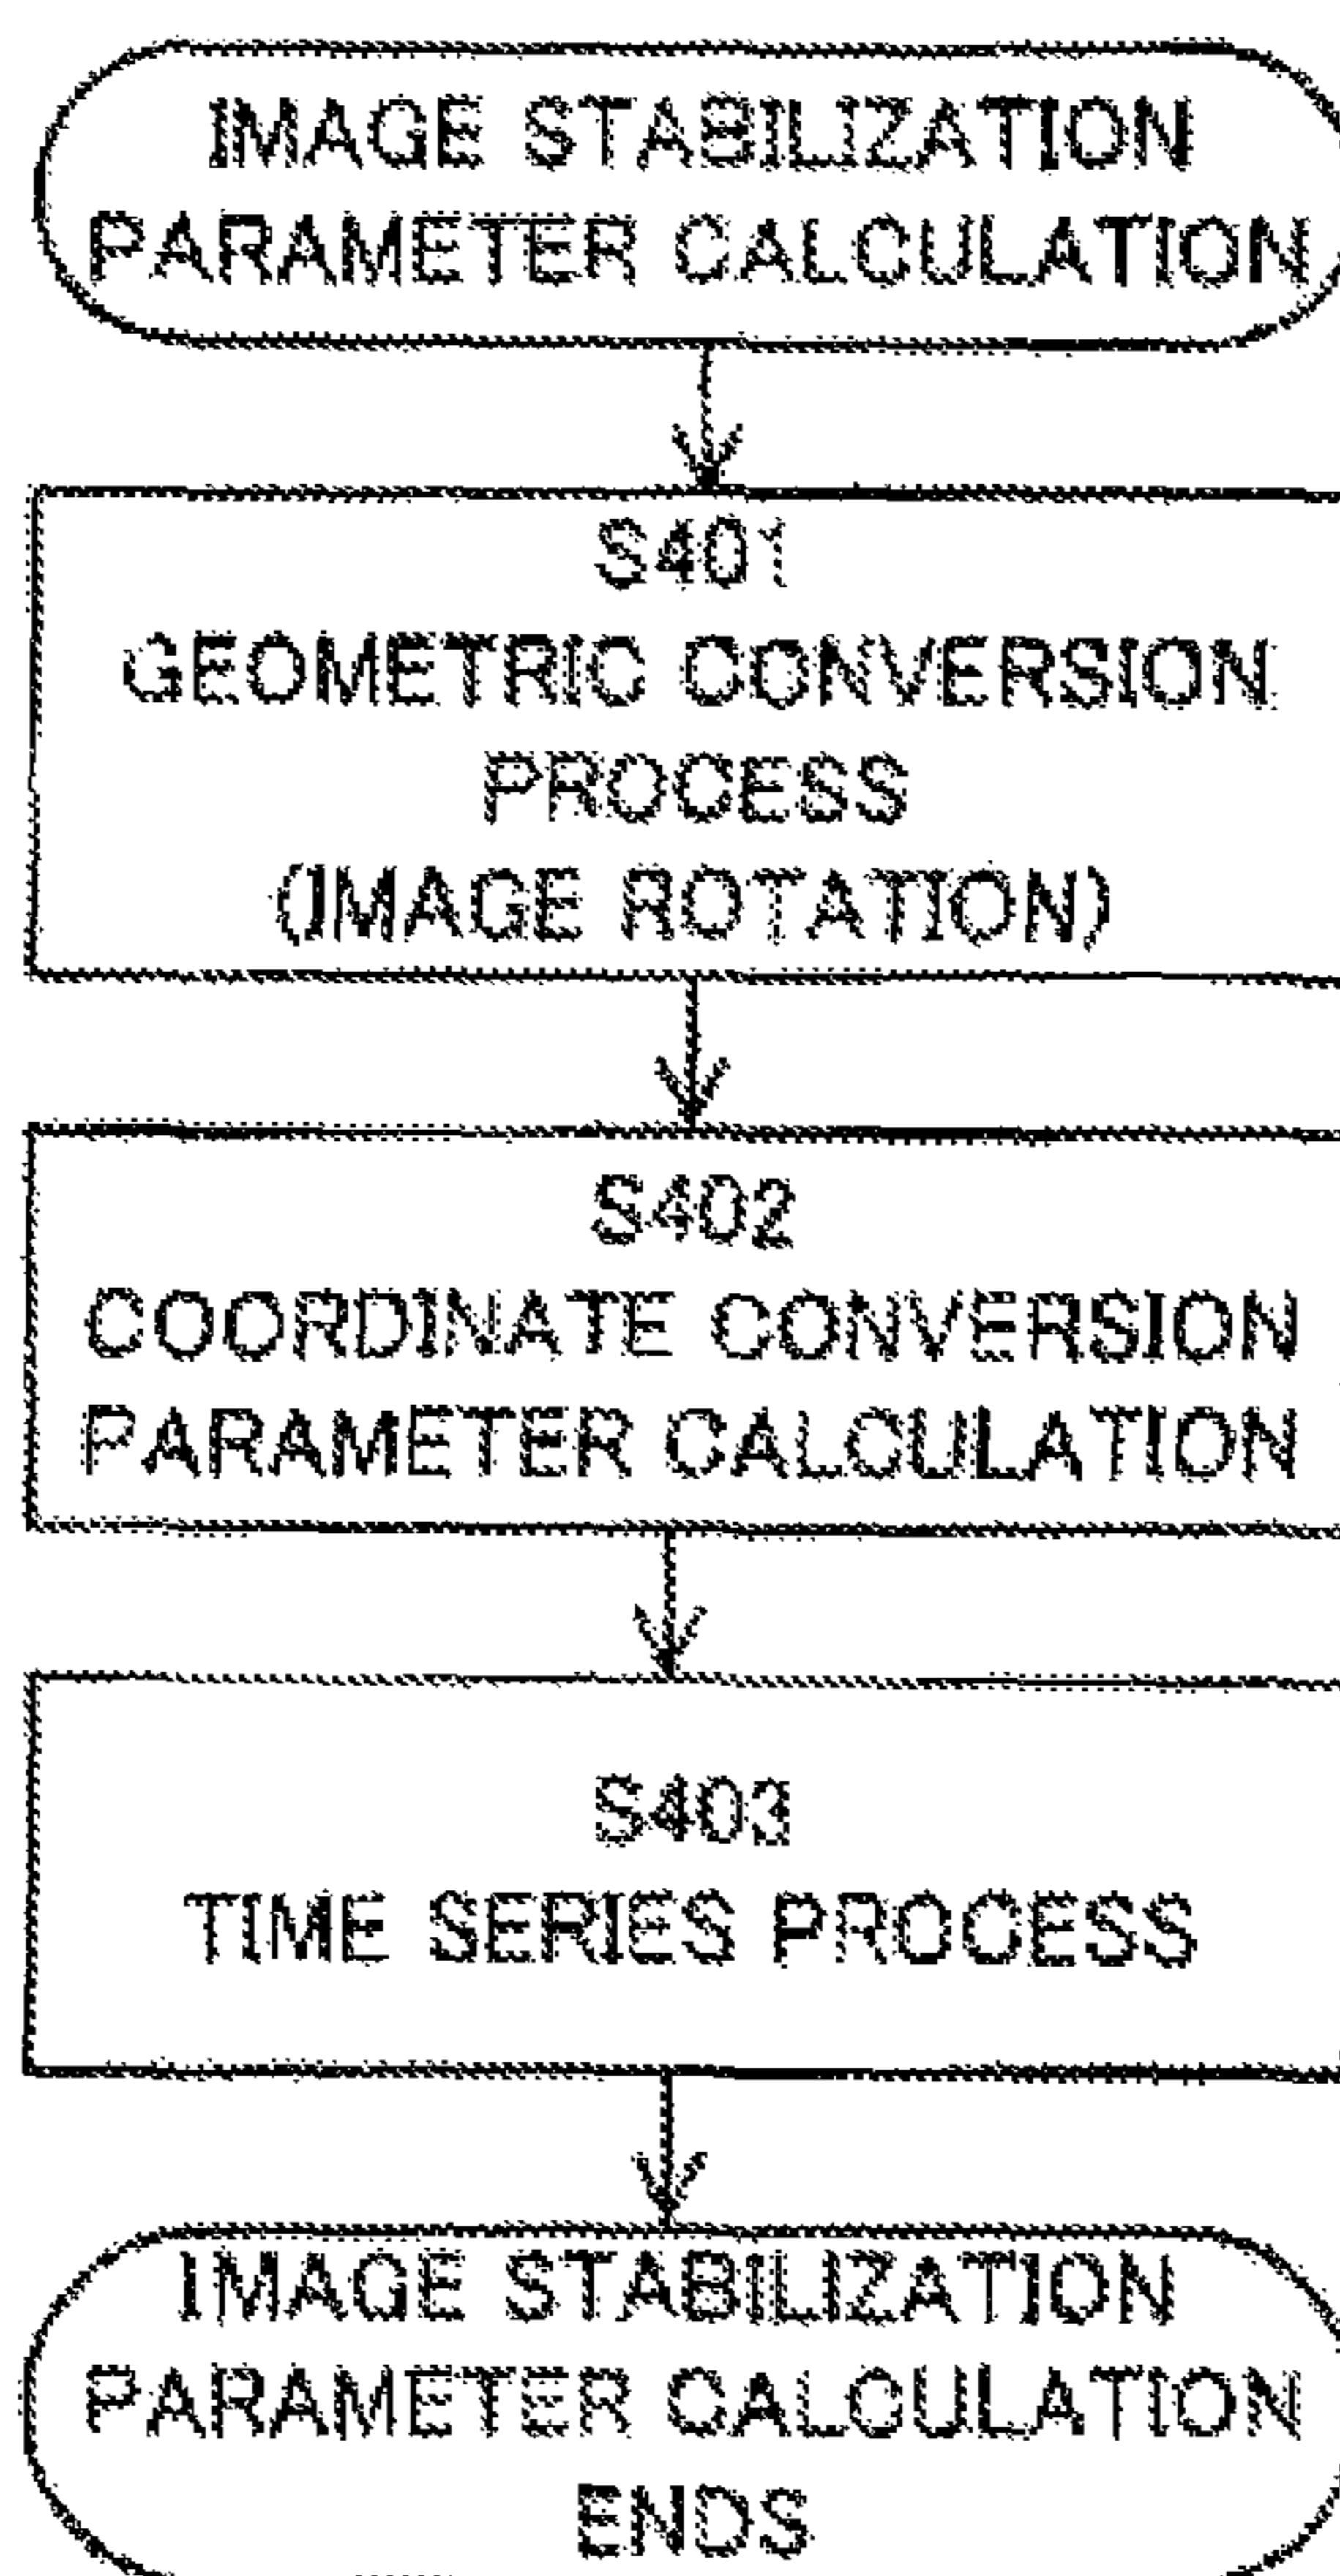 IMAGE STABILIZATION
PARAMETER CALCULATION
S401
GEOMETRIC CONVERSION
PROCESS
(IMAGE ROTATION)
S402
COORDINATE CONVERSION
PARAMETER CALCULATION
S403
TIME SERIES PROCESS
IMAGE STABILIZATION
PARAMETER CALCULATION
ENDS